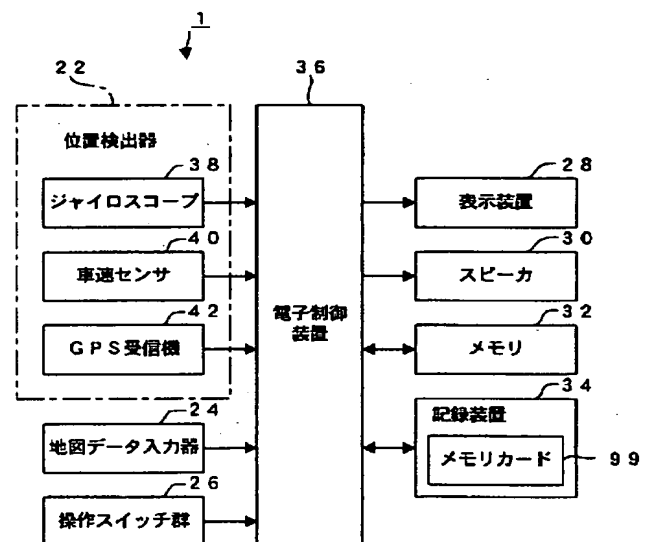 1
２２
３６
位置検出器
３８
ジャイロスコープ
４０
車速センサ
４２
ＧＰＳ受信機
２４
地図データ入力器
２６
操作スイッチ群
電子制御
装置
２８
表示装置
３０
スピーカ
３２
メモリ
３４
記録装置
メモリカード
９９